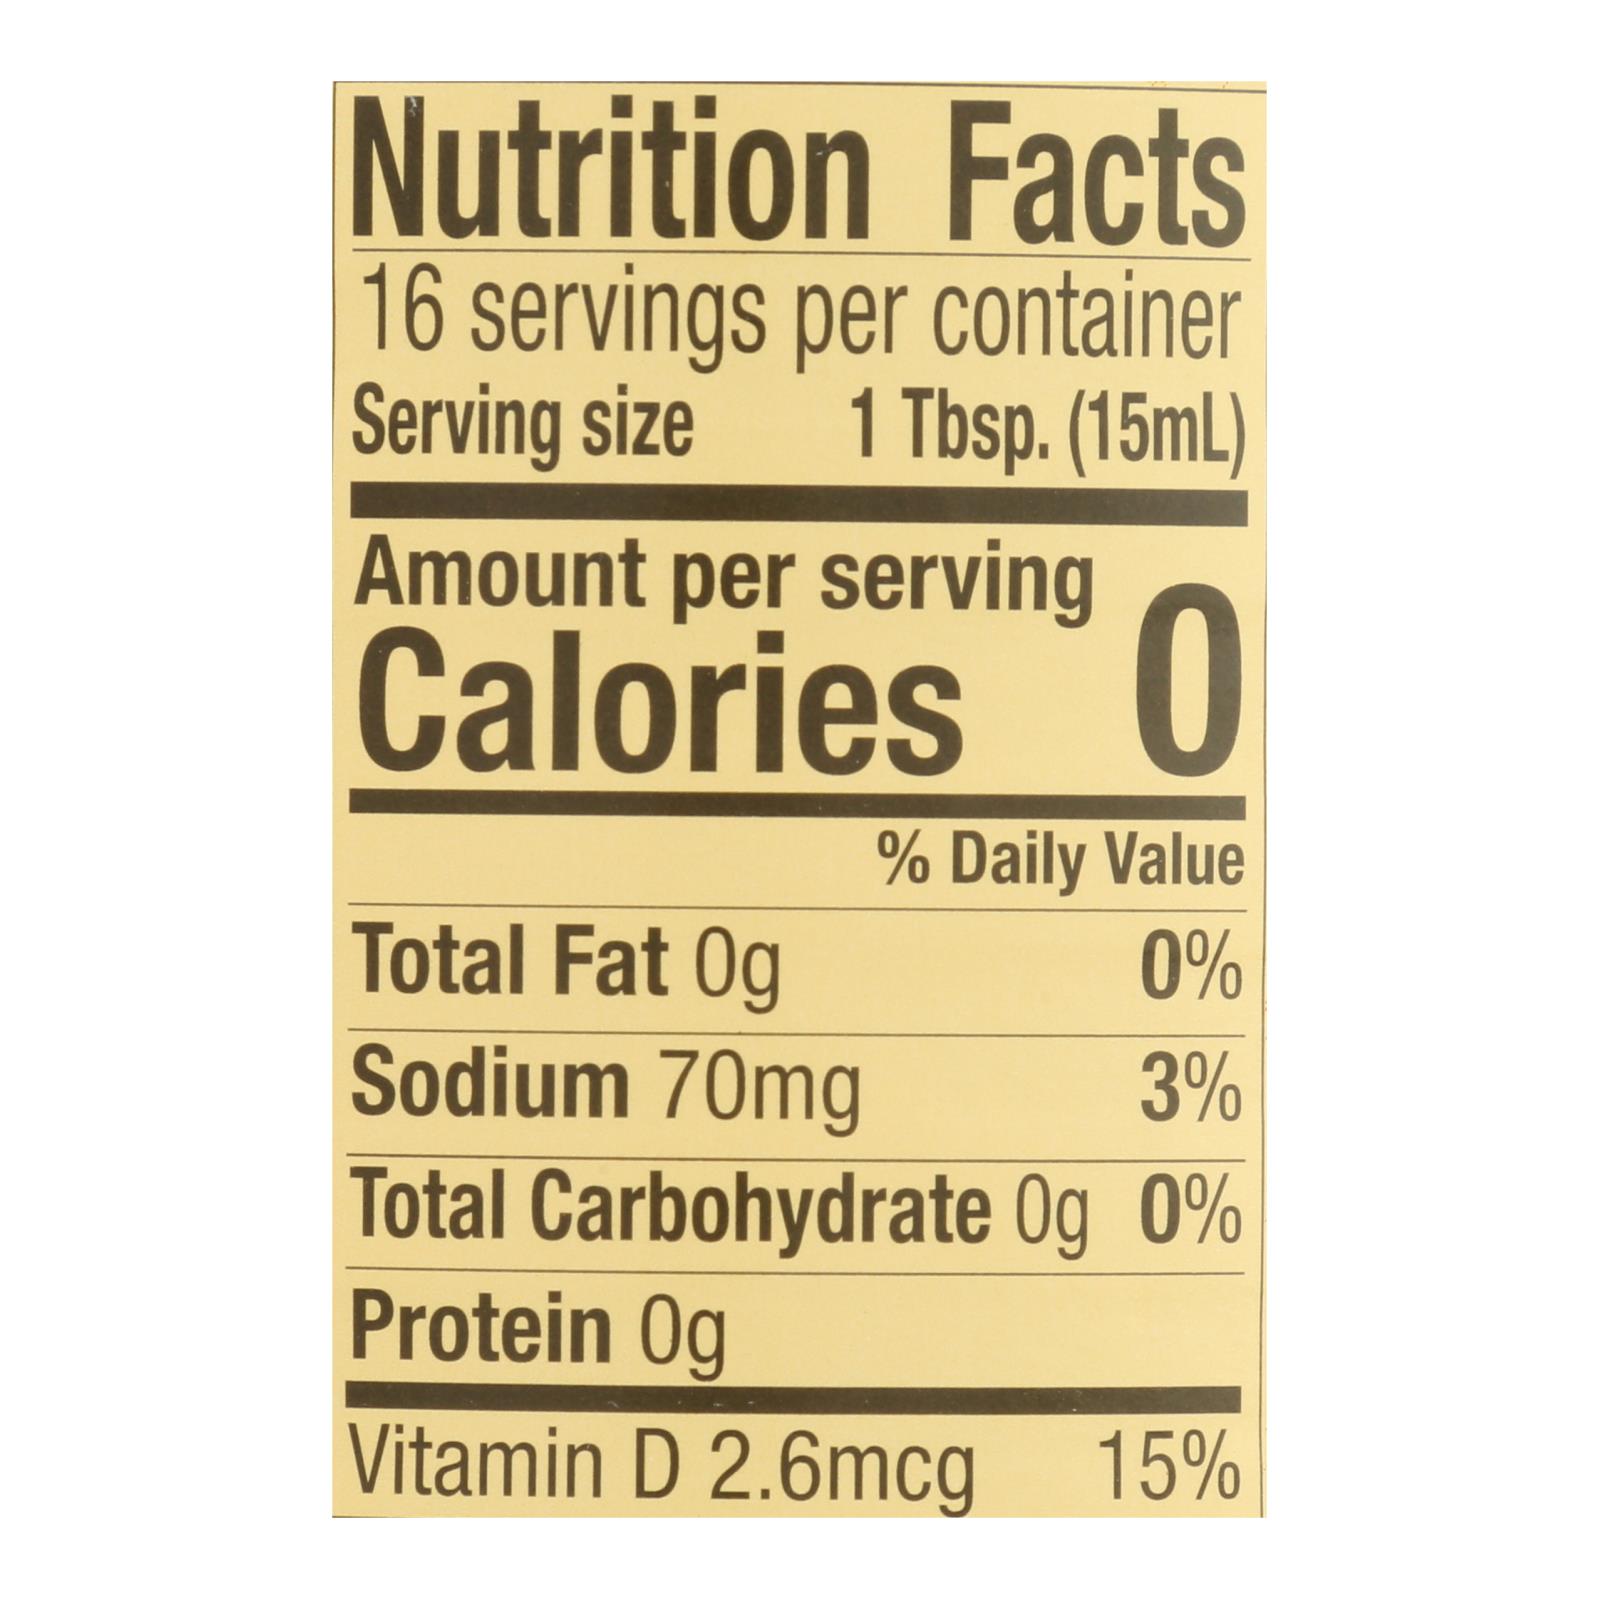 Nutrition Facts
16 servings per container
Serving size 1 Tbsp. (15mL)
Amount per serving
Calories 0
% Daily Value
Total Fat 0g 0%
Sodium 70mg 3%
Total Carbohydrate 0g 0%
Protein 0g
Vitamin D 2.6mcg 15%